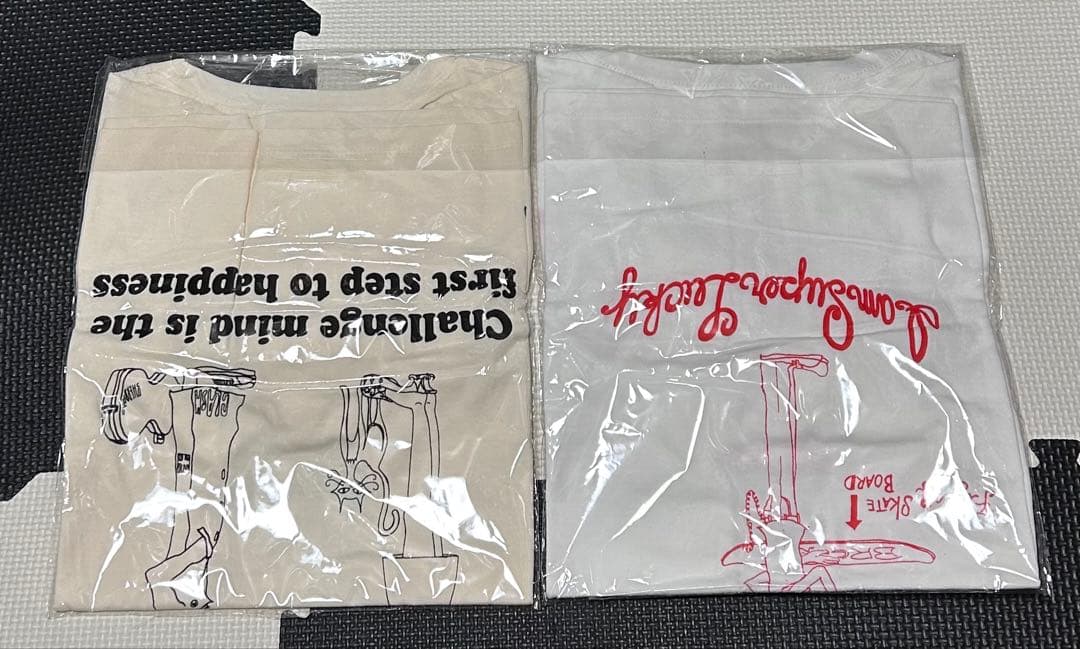 Challenge mind is the
first step to happiness
I am Super Lucky
SKATE
BOARD